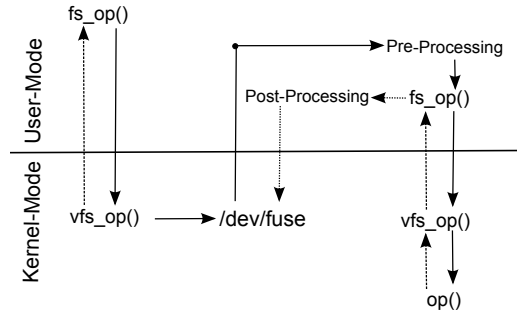 fs_op()
User-Mode
Pre-Processing
Post-Processing
fs_op()
Kernel-Mode
vfs_op()
/dev/fuse
vfs_op()
op()